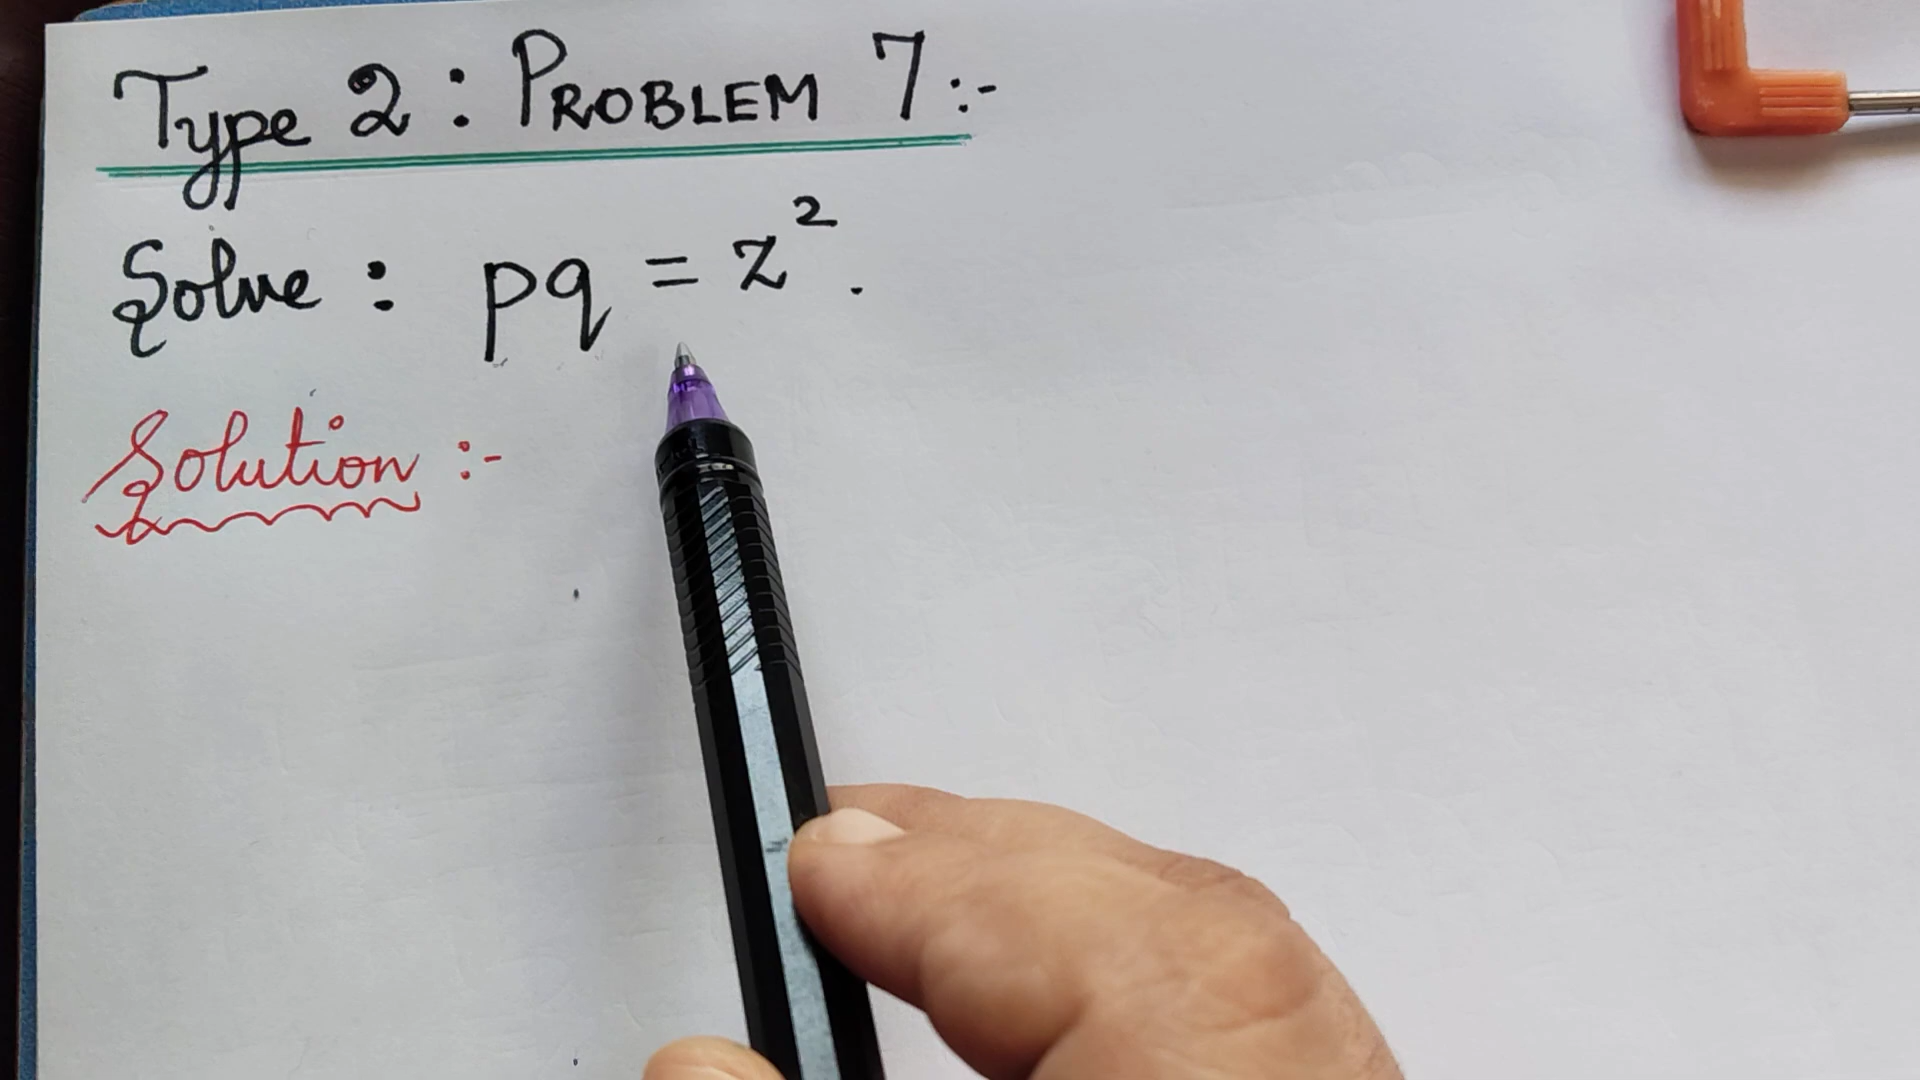 Type 2 : PROBLEM 7 :-
Solve : pq = z².
Solution :-